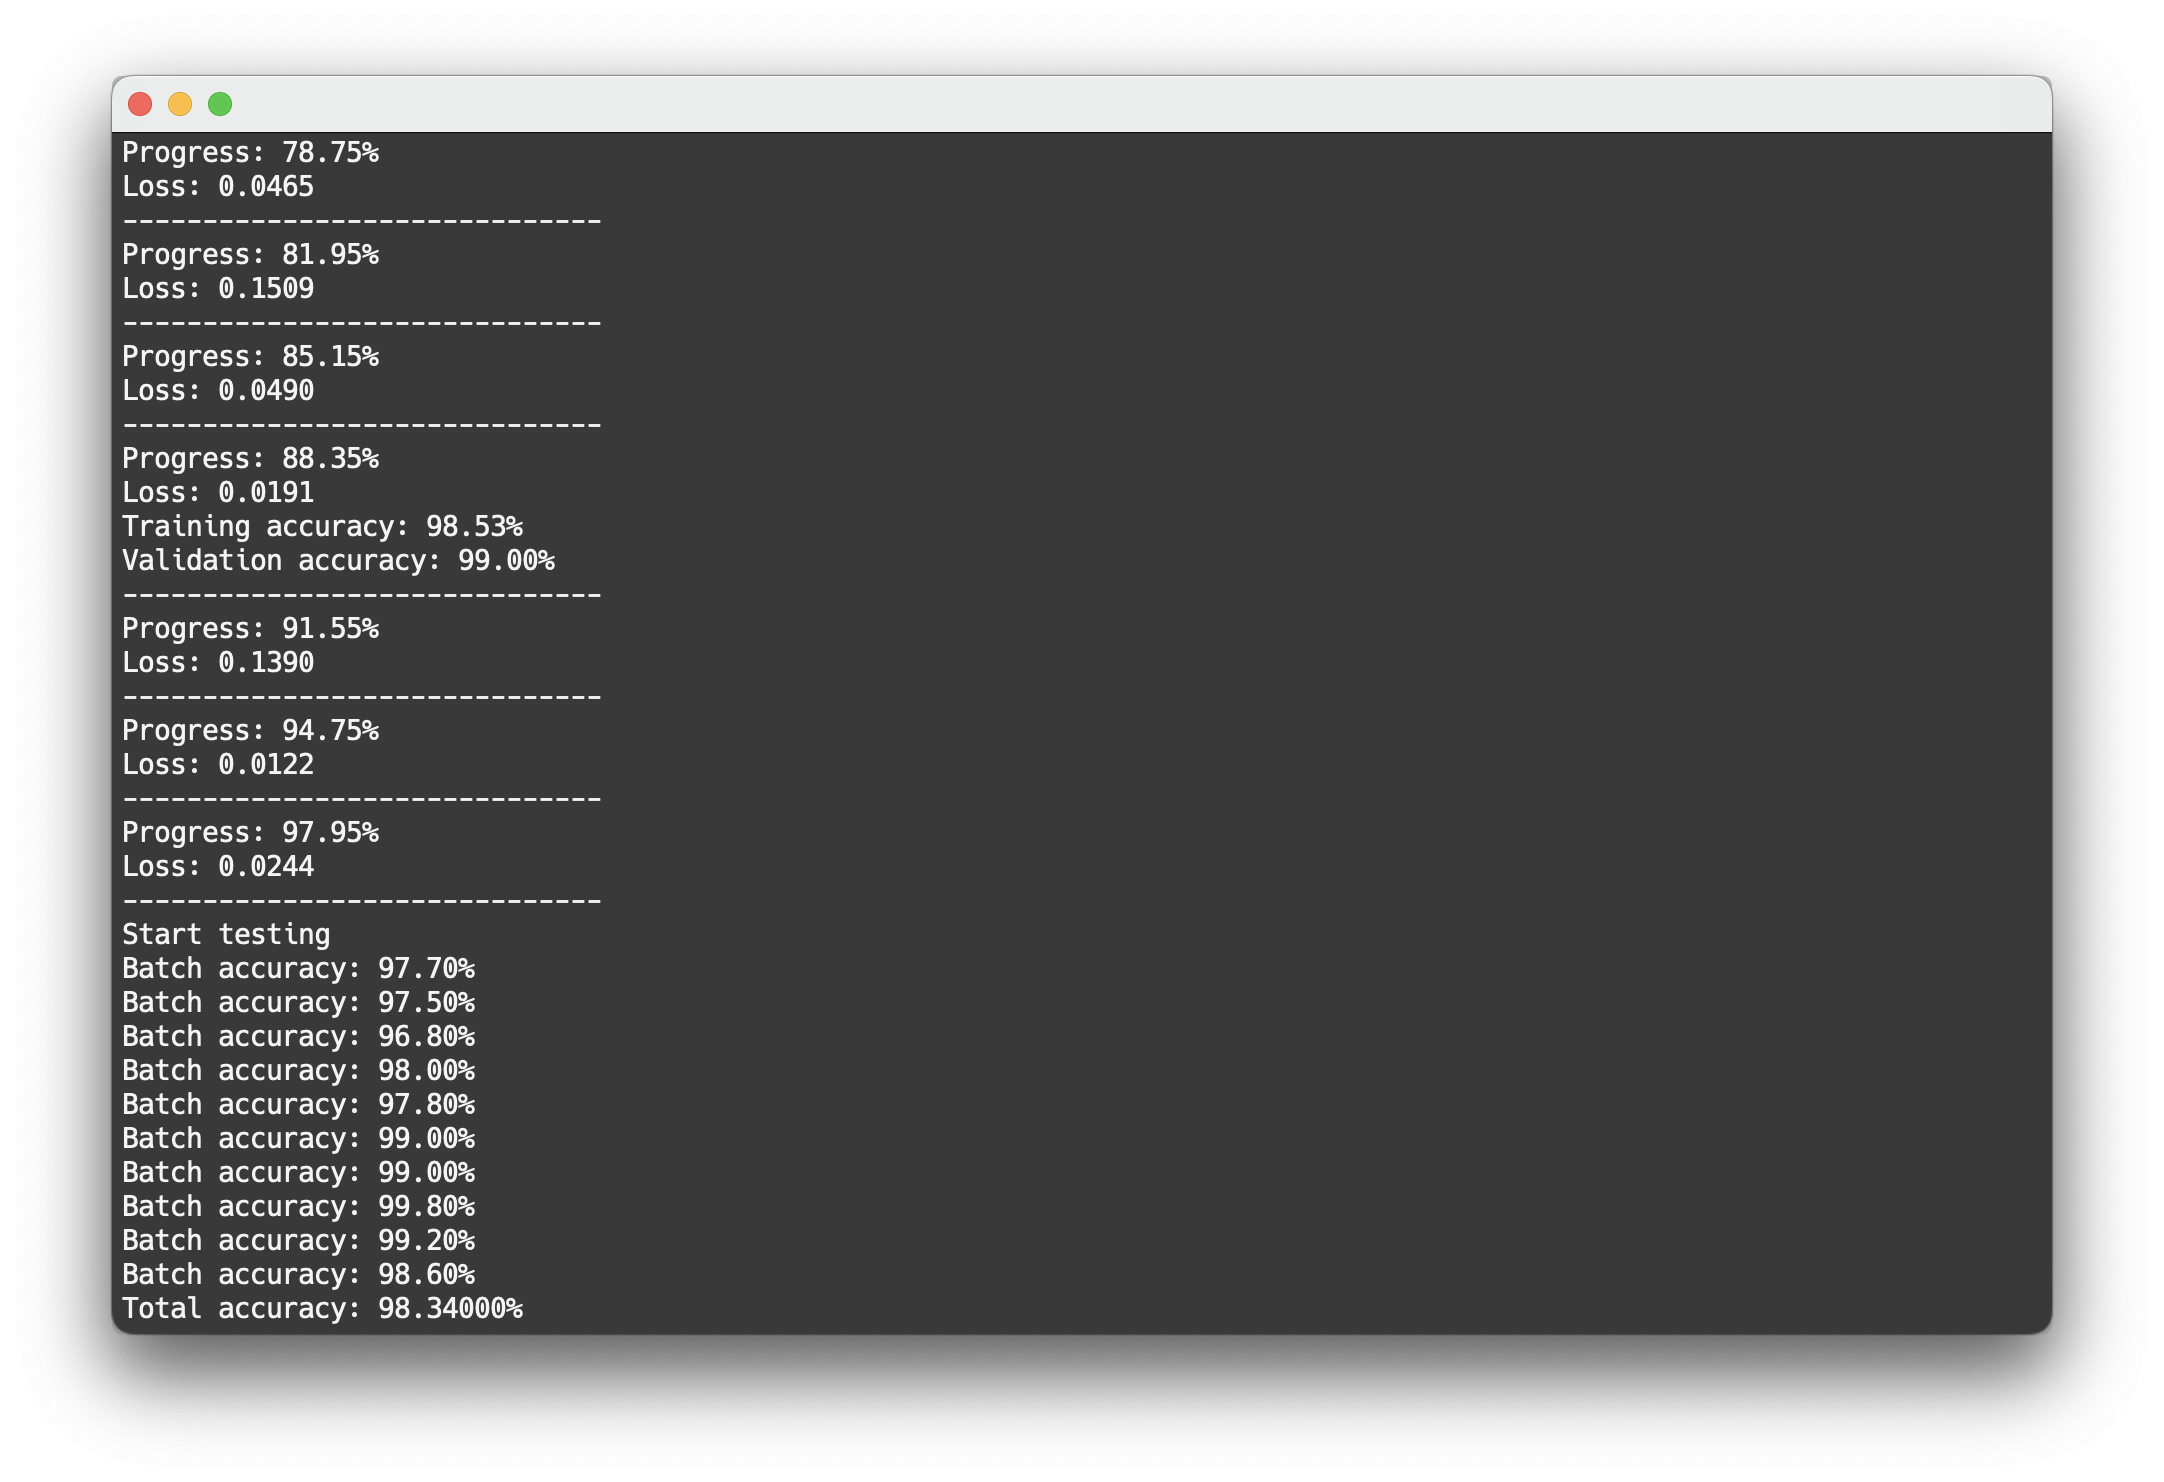 Progress: 78.75%
Loss: 0.0465
------------------------------
Progress: 81.95%
Loss: 0.1509
------------------------------
Progress: 85.15%
Loss: 0.0490
------------------------------
Progress: 88.35%
Loss: 0.0191
Training accuracy: 98.53%
Validation accuracy: 99.00%
------------------------------
Progress: 91.55%
Loss: 0.1390
------------------------------
Progress: 94.75%
Loss: 0.0122
------------------------------
Progress: 97.95%
Loss: 0.0244
------------------------------
Start testing
Batch accuracy: 97.70%
Batch accuracy: 97.50%
Batch accuracy: 96.80%
Batch accuracy: 98.00%
Batch accuracy: 97.80%
Batch accuracy: 99.00%
Batch accuracy: 99.00%
Batch accuracy: 99.80%
Batch accuracy: 99.20%
Batch accuracy: 98.60%
Total accuracy: 98.34000%